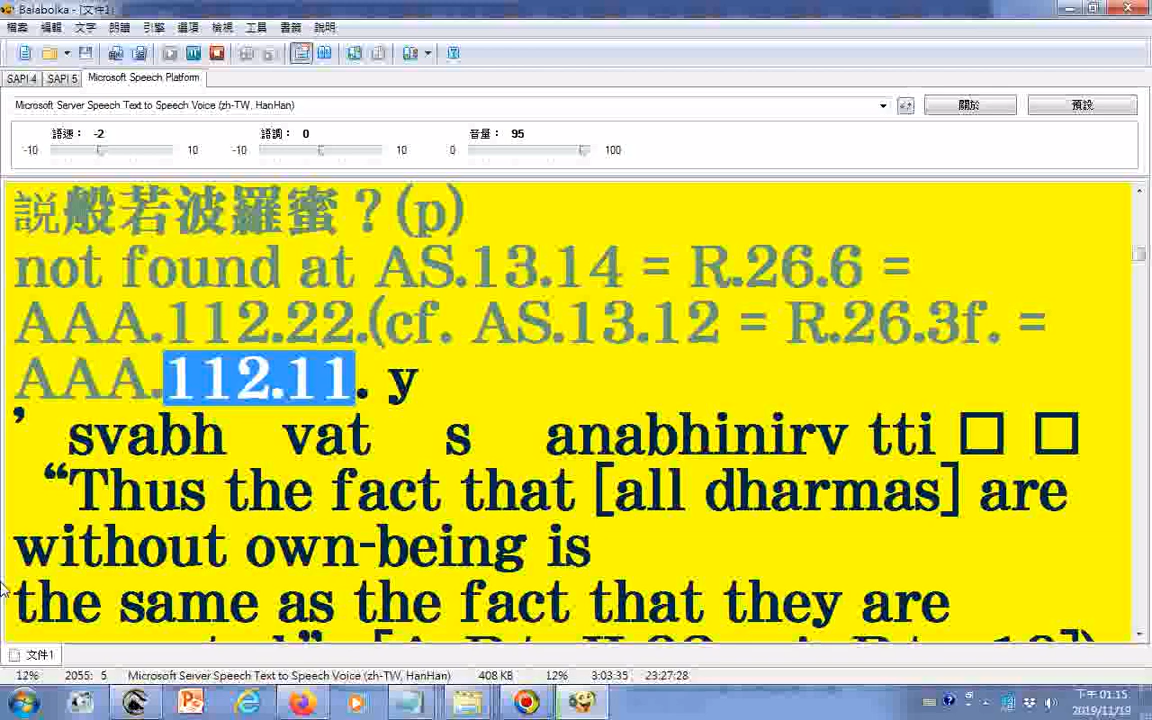 Balabolka - [文件1]
檔案 編輯 文字 朗讀 引擎 選項 檢視 工具 書籤 說明
SAPI 4 SAPI 5 Microsoft Speech Platform
Microsoft Server Speech Text to Speech Voice (zh-TW, HanHan) 關於 預設
語速： -2 語調： 0 音量： 95
-10 10 -10 10 0 100
説般若波羅蜜？(p)
not found at AS.13.14 = R.26.6 =
AAA.112.22.(cf. AS.13.12 = R.26.3f. =
AAA.112.11. y
’ svabh vat s anabhinirv tti □ □
“Thus the fact that [all dharmas] are
without own-being is
the same as the fact that they are
文件1
12% 2055: 5 Microsoft Server Speech Text to Speech Voice (zh-TW, HanHan) 408 KB 12% 3:03.35 23:27:28
下午 01:15
2019/11/19